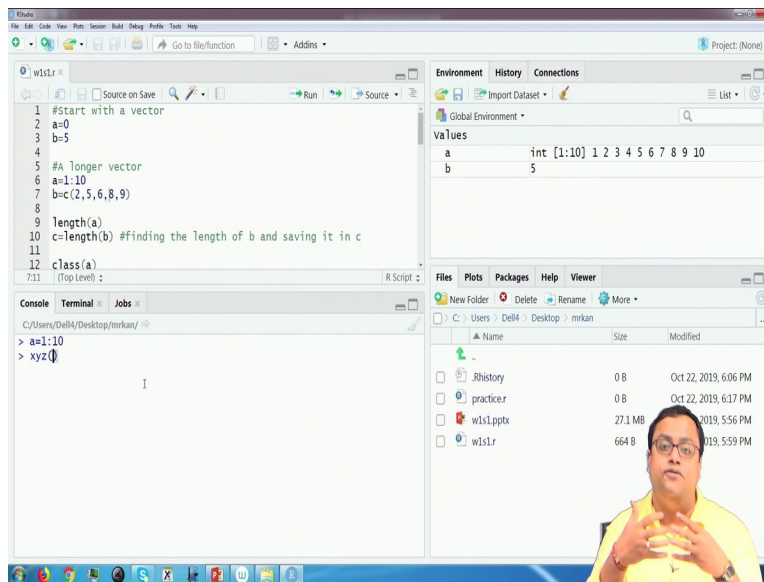 RStudio
File Edit Code View Plots Session Build Debug Profile Tools Help
Go to file/function
Addins
Project: (None)
w1s1.r
Source on Save
Run
Source
1 #Start with a vector
2 a=0
3 b=5
4
5 #A longer vector
6 a=1:10
7 b=c(2,5,6,8,9)
8
9 length(a)
10 c=length(b) #finding the length of b and saving it in c
11
12 class(a)
7:11 (Top Level)
R Script
Console Terminal Jobs
C:/Users/Dell4/Desktop/mrkan/
> a=1:10
> xyz()
Environment History Connections
Import Dataset
List
Global Environment
Values
a int [1:10] 1 2 3 4 5 6 7 8 9 10
b 5
Files Plots Packages Help Viewer
New Folder Delete Rename More
C: Users Dell4 Desktop mrkan
Name Size Modified
..
.Rhistory 0 B Oct 22, 2019, 6:06 PM
practice.r 0 B Oct 22, 2019, 6:17 PM
w1s1.pptx 27.1 MB 2019, 5:56 PM
w1s1.r 664 B 019, 5:59 PM